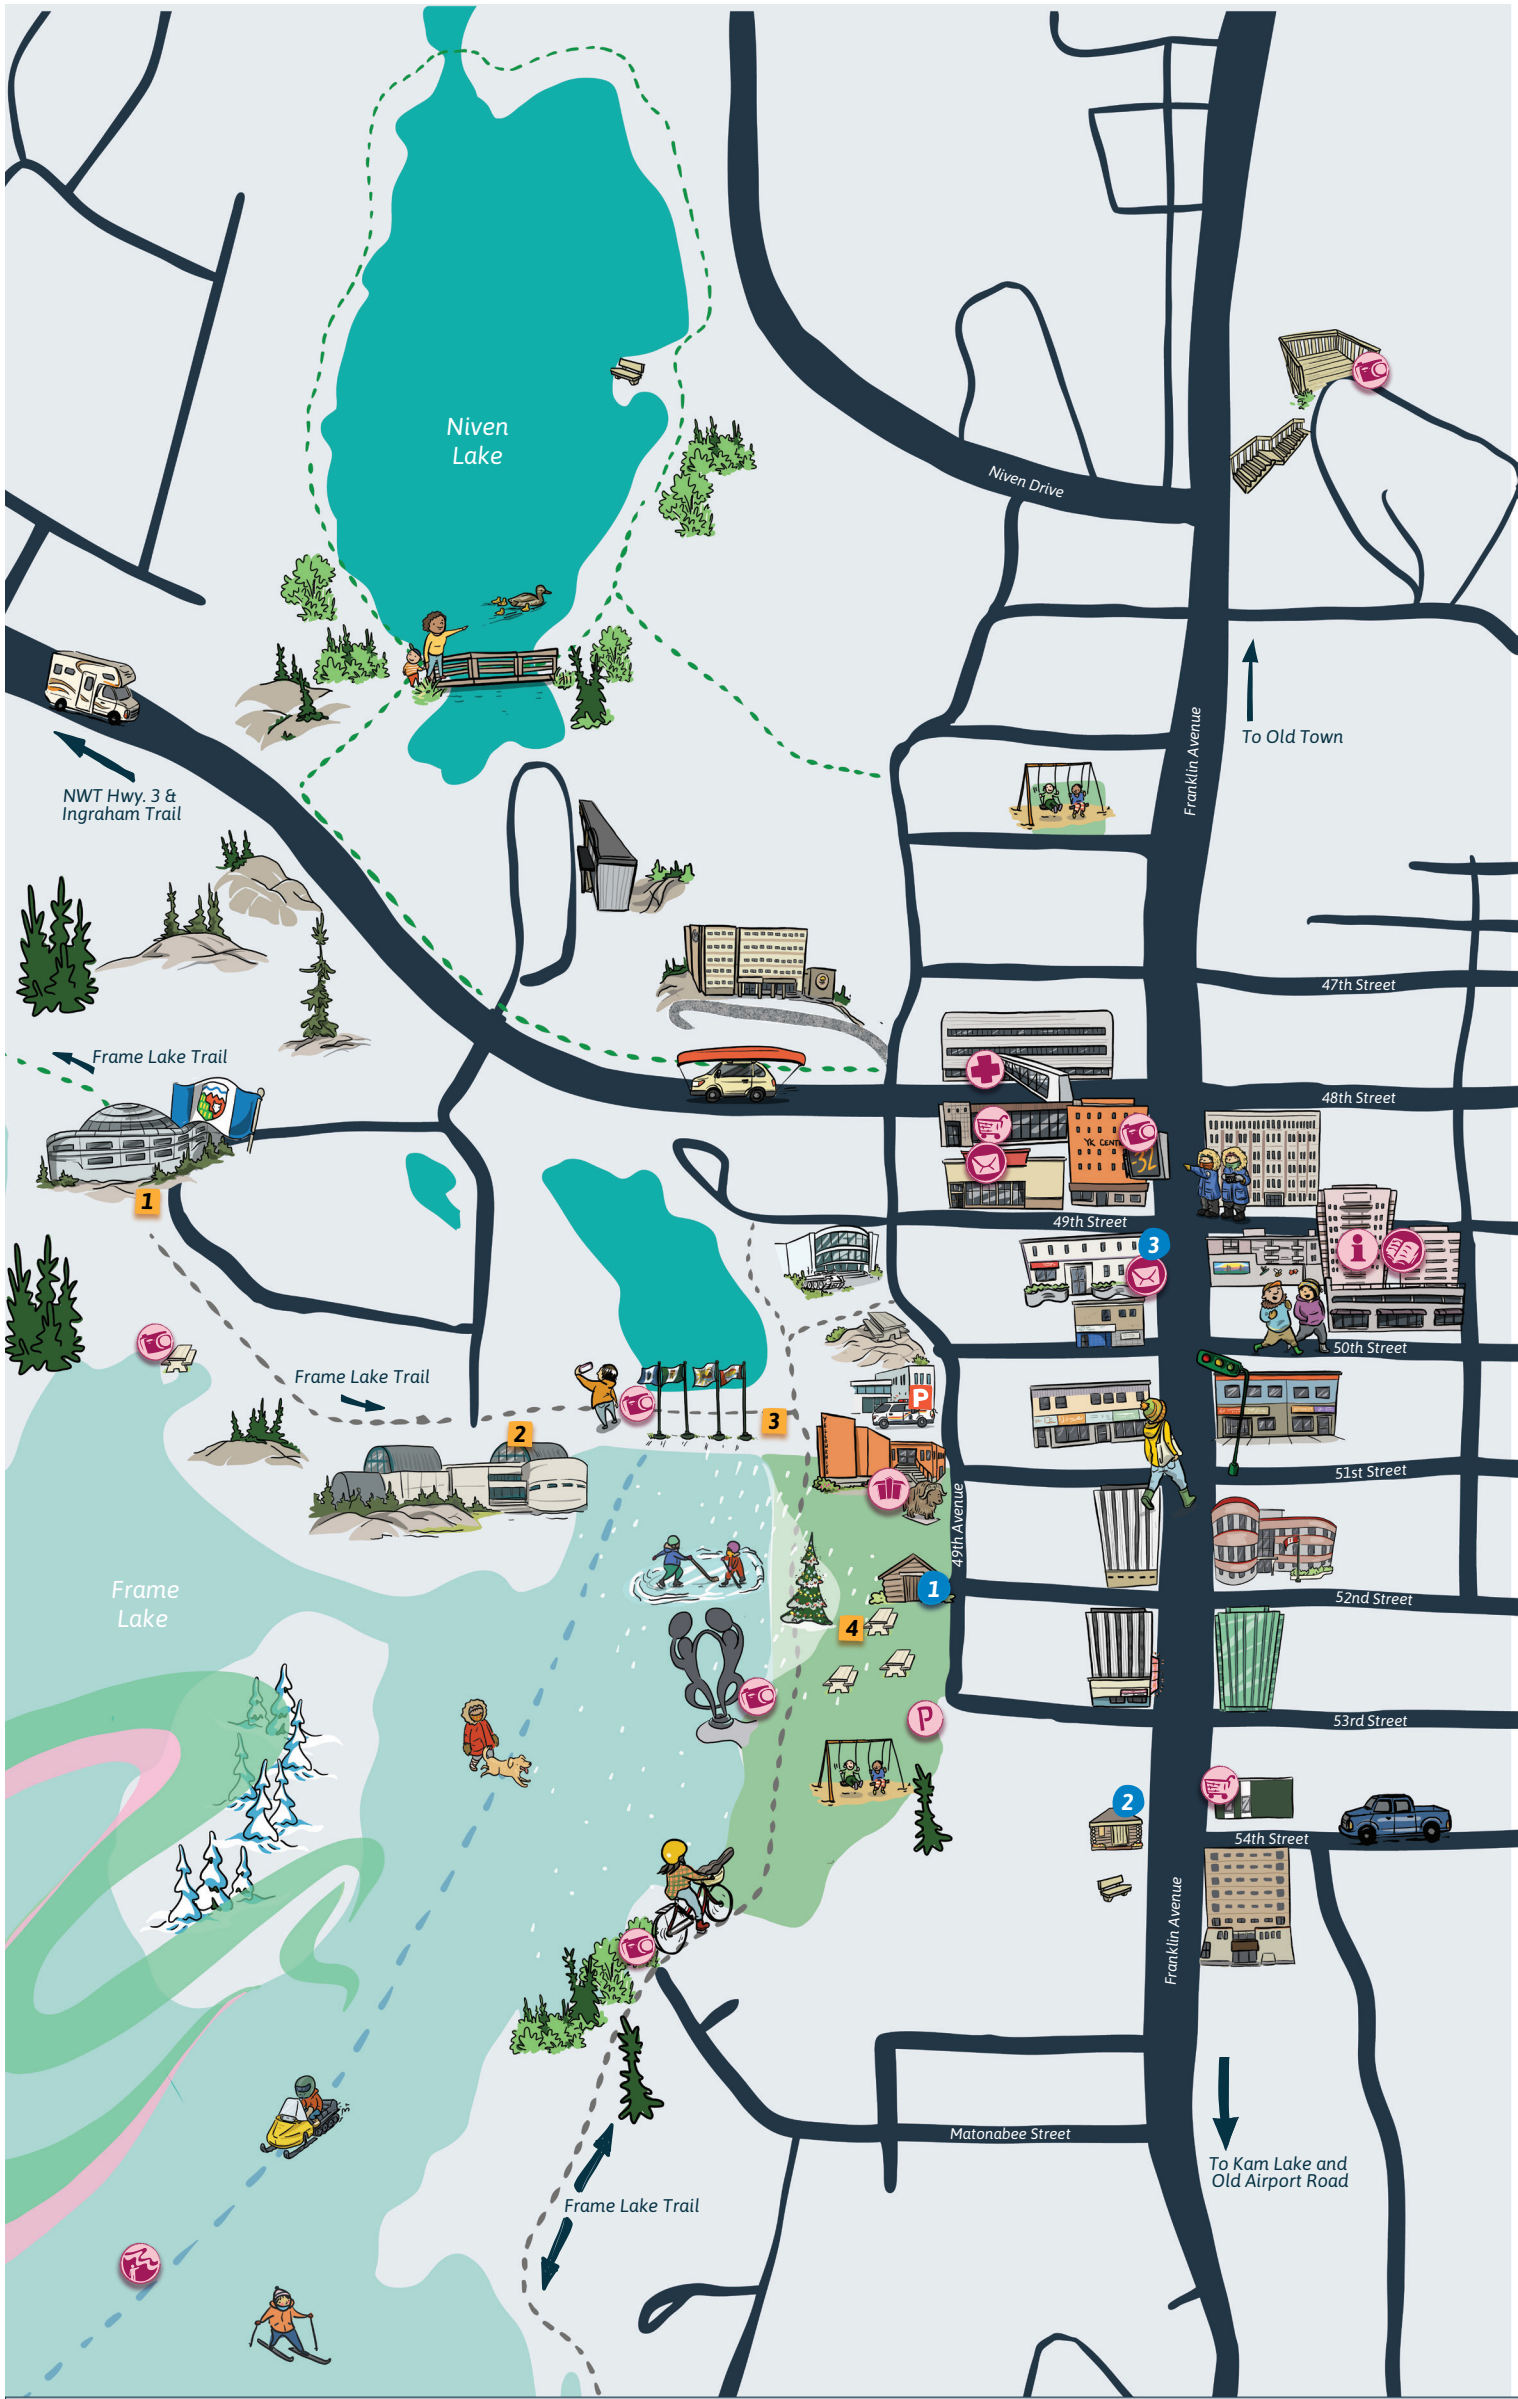 Niven
Lake
Niven Drive
To Old Town
Franklin Avenue
NWT Hwy. 3 &
Ingraham Trail
47th Street
Frame Lake Trail
48th Street
YK CENT
-32
1
49th Street
3
i
50th Street
Frame Lake Trail
P
2
3
51st Street
49th Avenue
Frame
Lake
1
52nd Street
4
P
53rd Street
2
54th Street
Franklin Avenue
Matonabee Street
To Kam Lake and
Old Airport Road
Frame Lake Trail